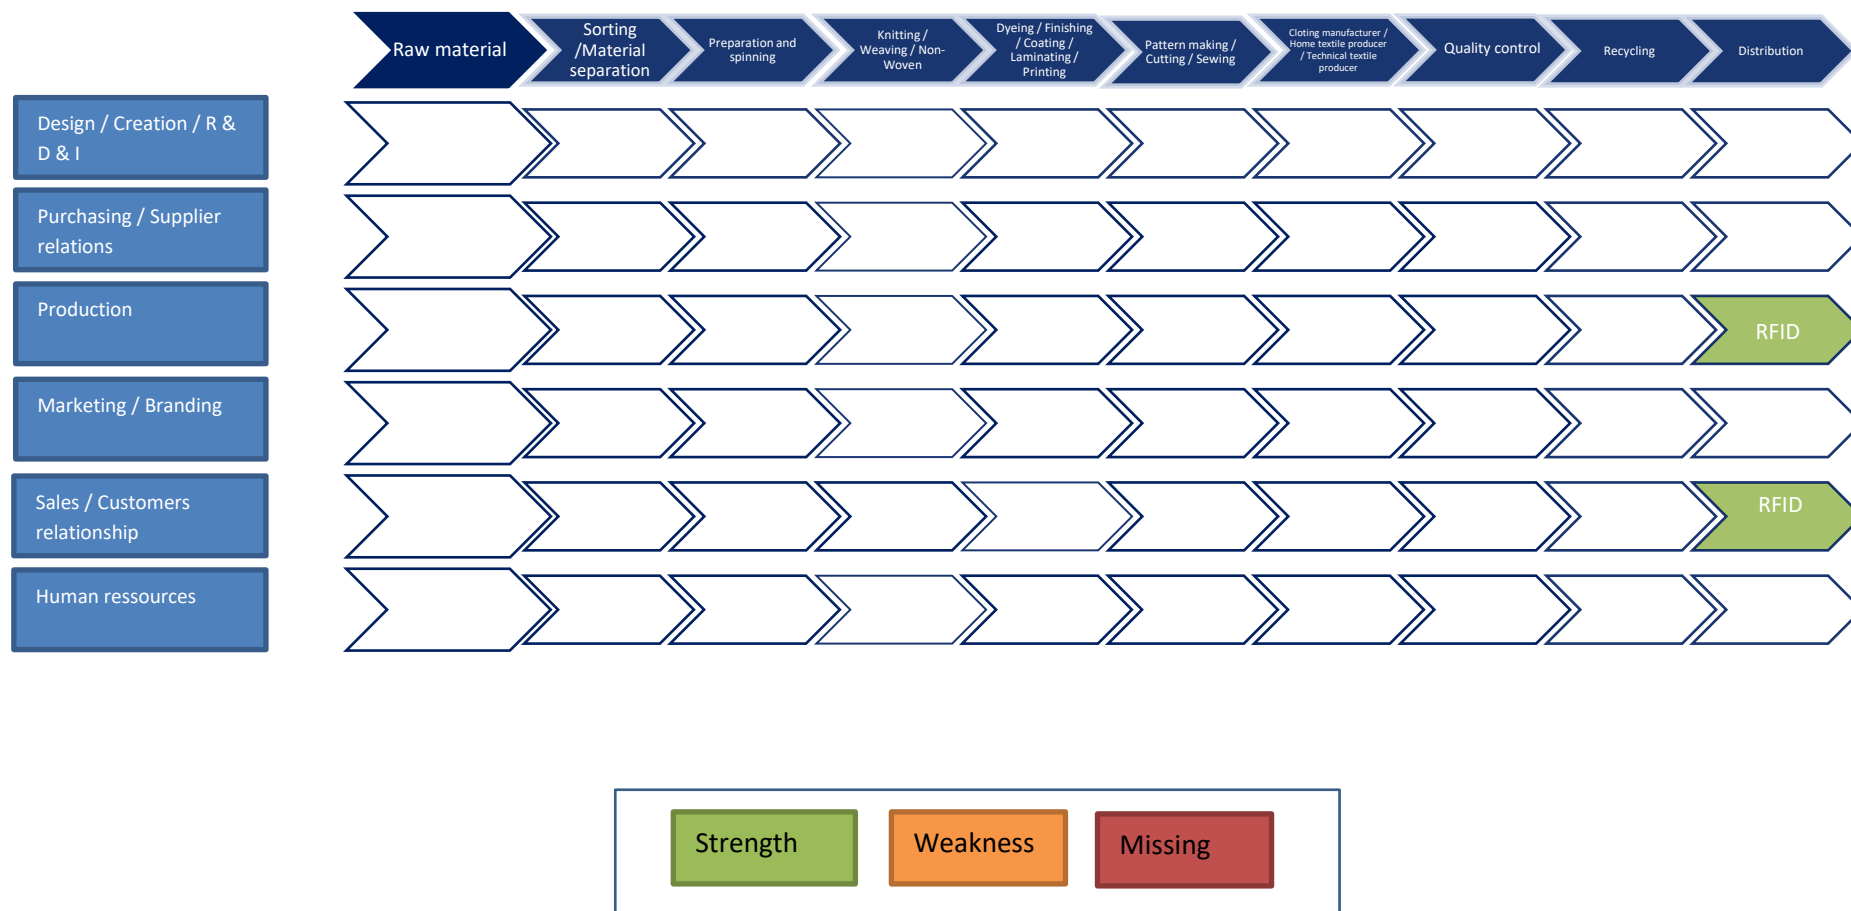 Raw material
Sorting
/Material
separation
Preparation and
spinning
Knitting /
Weaving / Non-
Woven
Dyeing / Finishing
/ Coating /
Laminating /
Printing
Pattern making /
Cutting / Sewing
Cloting manufacturer /
Home textile producer
/ Technical textile
producer
Quality control
Recycling
Distribution
Design / Creation / R &
D & I
Purchasing / Supplier
relations
Production
RFID
Marketing / Branding
Sales / Customers
relationship
RFID
Human ressources
Strength
Weakness
Missing